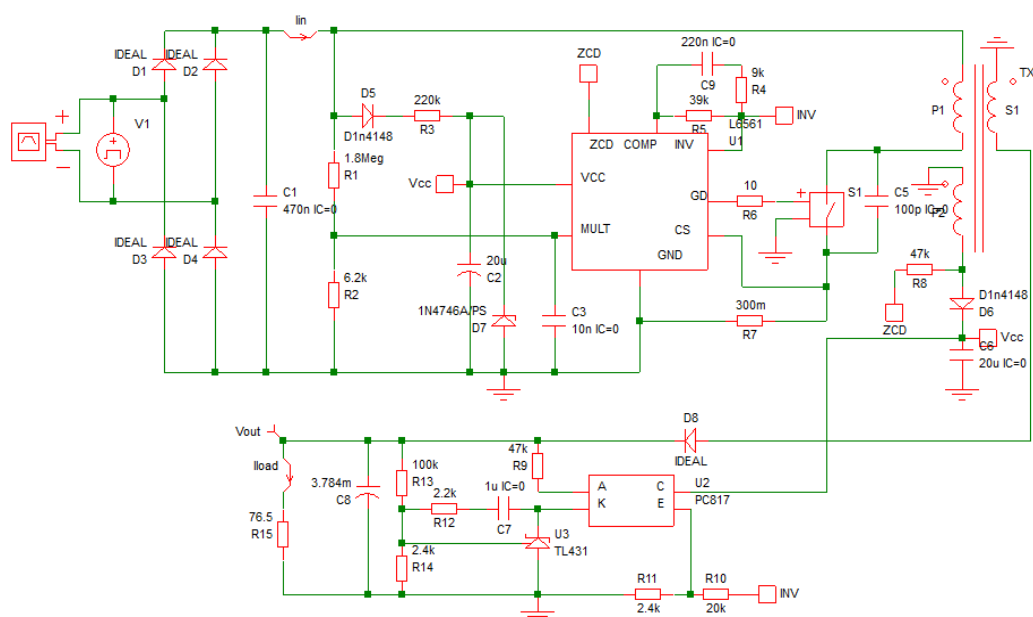 Iin
IDEAL
D1
IDEAL
D2
V1
IDEAL
D3
IDEAL
D4
C1
470n IC=0
D5
D1n4148
220k
R3
1.8Meg
R1
6.2k
R2
Vcc
20u
C2
1N4746A/PS
D7
C3
10n IC=0
ZCD
220n IC=0
C9
9k
R4
39k
R5
INV
L6561
U1
ZCD COMP INV
VCC
GD
MULT
CS
GND
10
R6
S1
C5
100p IC=0
300m
R7
P1
S1
TX
P2
47k
R8
ZCD
D1n4148
D6
Vcc
C6
20u IC=0
Vout
Iload
76.5
R15
3.784m
C8
100k
R13
2.4k
R14
2.2k
R12
1u IC=0
C7
47k
R9
U3
TL431
D8
IDEAL
A C
K E
U2
PC817
R11
2.4k
R10
20k
INV